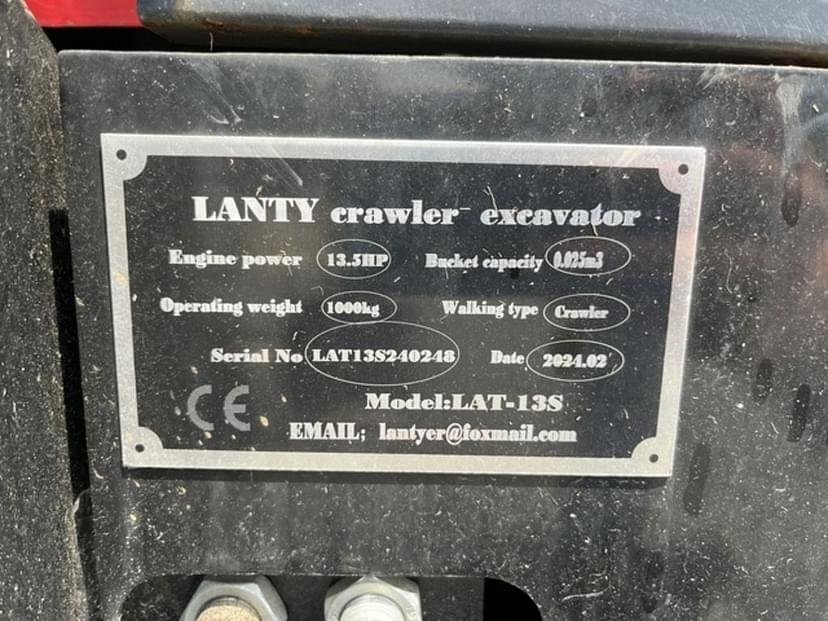 LANTY crawler excavator
Engine power 13.5HP Bucket capacity 0.025m3
Operating weight 1000kg Walking type Crawler
Serial No LAT13S240248 Date 2024.02
CE Model:LAT-13S
EMAIL; lantyer@foxmail.com